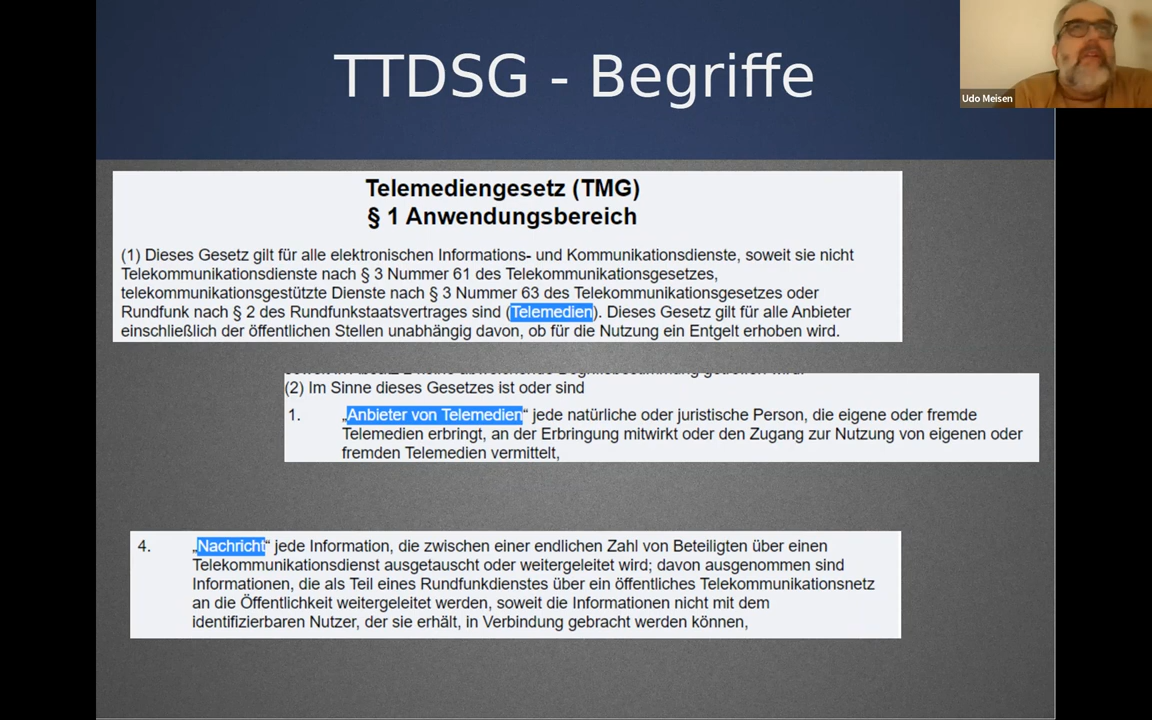 TTDSG - Begriffe
Udo Meisen
Telemediengesetz (TMG)
§ 1 Anwendungsbereich
(1) Dieses Gesetz gilt für alle elektronischen Informations- und Kommunikationsdienste, soweit sie nicht
Telekommunikationsdienste nach § 3 Nummer 61 des Telekommunikationsgesetzes,
telekommunikationsgestützte Dienste nach § 3 Nummer 63 des Telekommunikationsgesetzes oder
Rundfunk nach § 2 des Rundfunkstaatsvertrages sind (Telemedien). Dieses Gesetz gilt für alle Anbieter
einschließlich der öffentlichen Stellen unabhängig davon, ob für die Nutzung ein Entgelt erhoben wird.
(2) Im Sinne dieses Gesetzes ist oder sind
1. „Anbieter von Telemedien“ jede natürliche oder juristische Person, die eigene oder fremde
Telemedien erbringt, an der Erbringung mitwirkt oder den Zugang zur Nutzung von eigenen oder
fremden Telemedien vermittelt,
4. „Nachricht“ jede Information, die zwischen einer endlichen Zahl von Beteiligten über einen
Telekommunikationsdienst ausgetauscht oder weitergeleitet wird; davon ausgenommen sind
Informationen, die als Teil eines Rundfunkdienstes über ein öffentliches Telekommunikationsnetz
an die Öffentlichkeit weitergeleitet werden, soweit die Informationen nicht mit dem
identifizierbaren Nutzer, der sie erhält, in Verbindung gebracht werden können,